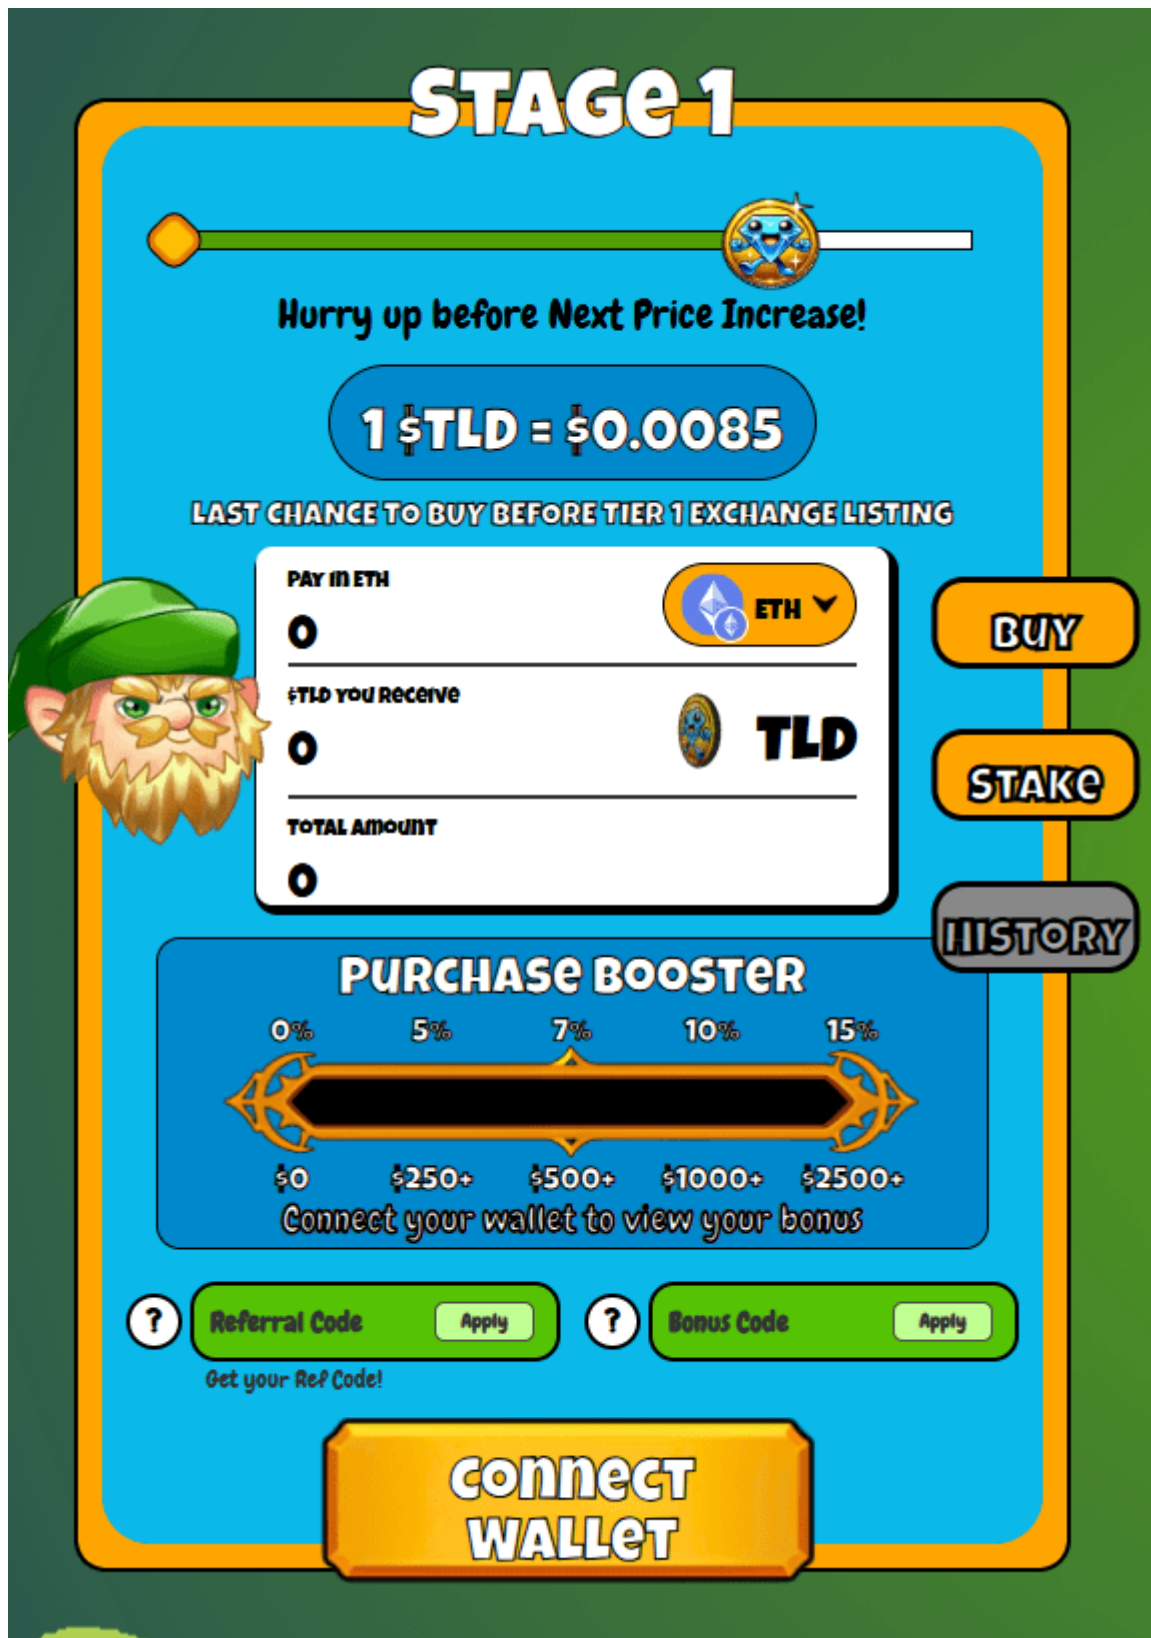 STAGE 1
Hurry up before Next Price Increase!
1 $TLD = $0.0085
LAST CHANCE TO BUY BEFORE TIER 1 EXCHANGE LISTING
PAY IN ETH
0
ETH
$TLD YOU RECEIVE
0
TLD
TOTAL AMOUNT
0
BUY
STAKE
HISTORY
PURCHASE BOOSTER
0% 5% 7% 10% 15%
$0 $250+ $500+ $1000+ $2500+
Connect your wallet to view your bonus
? Referral Code Apply ? Bonus Code Apply
Get your Ref Code!
CONNECT
WALLET